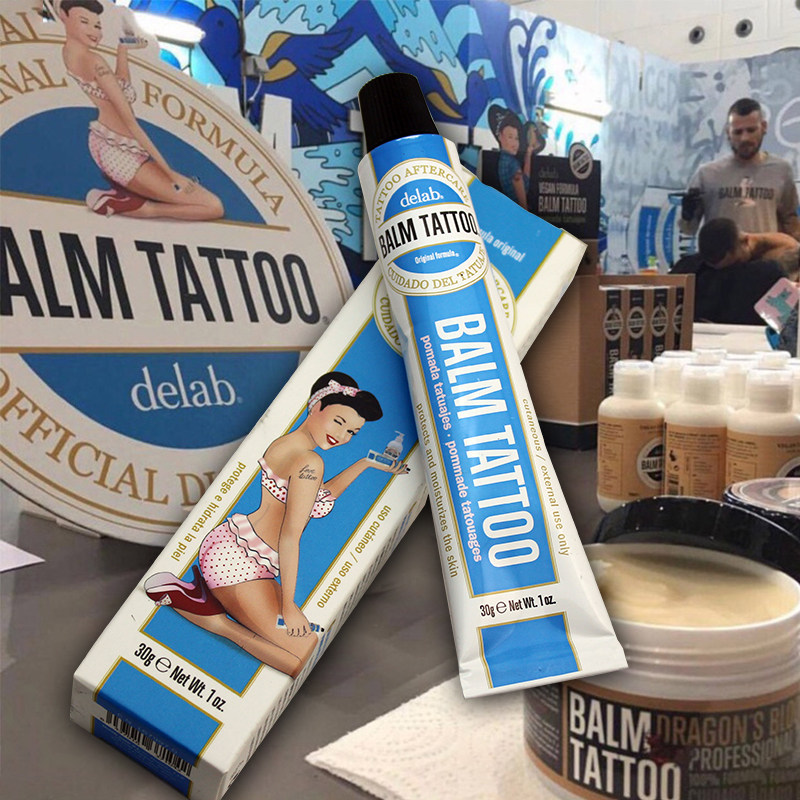 FORMULA
BALM TATTOO
delab®
OFFICIAL
TATTOO AFTERCARE
delab®
BALM TATTOO
Original formula®
CUIDADO DEL TATUAJE
BALM TATTOO
pomada tatuajes · pommade tatouages
protects and moisturizes the skin
cutaneous / external use only
30g e Net Wt. 1 oz.
original
protege e hidrata la piel
uso cutáneo / uso externo
30g e Net Wt. 1 oz.
delab
VEGAN FORMULA
BALM TATTOO
BALM TATTOO
BALM
TATTOO
DRAGON'S
PROFESSIONAL